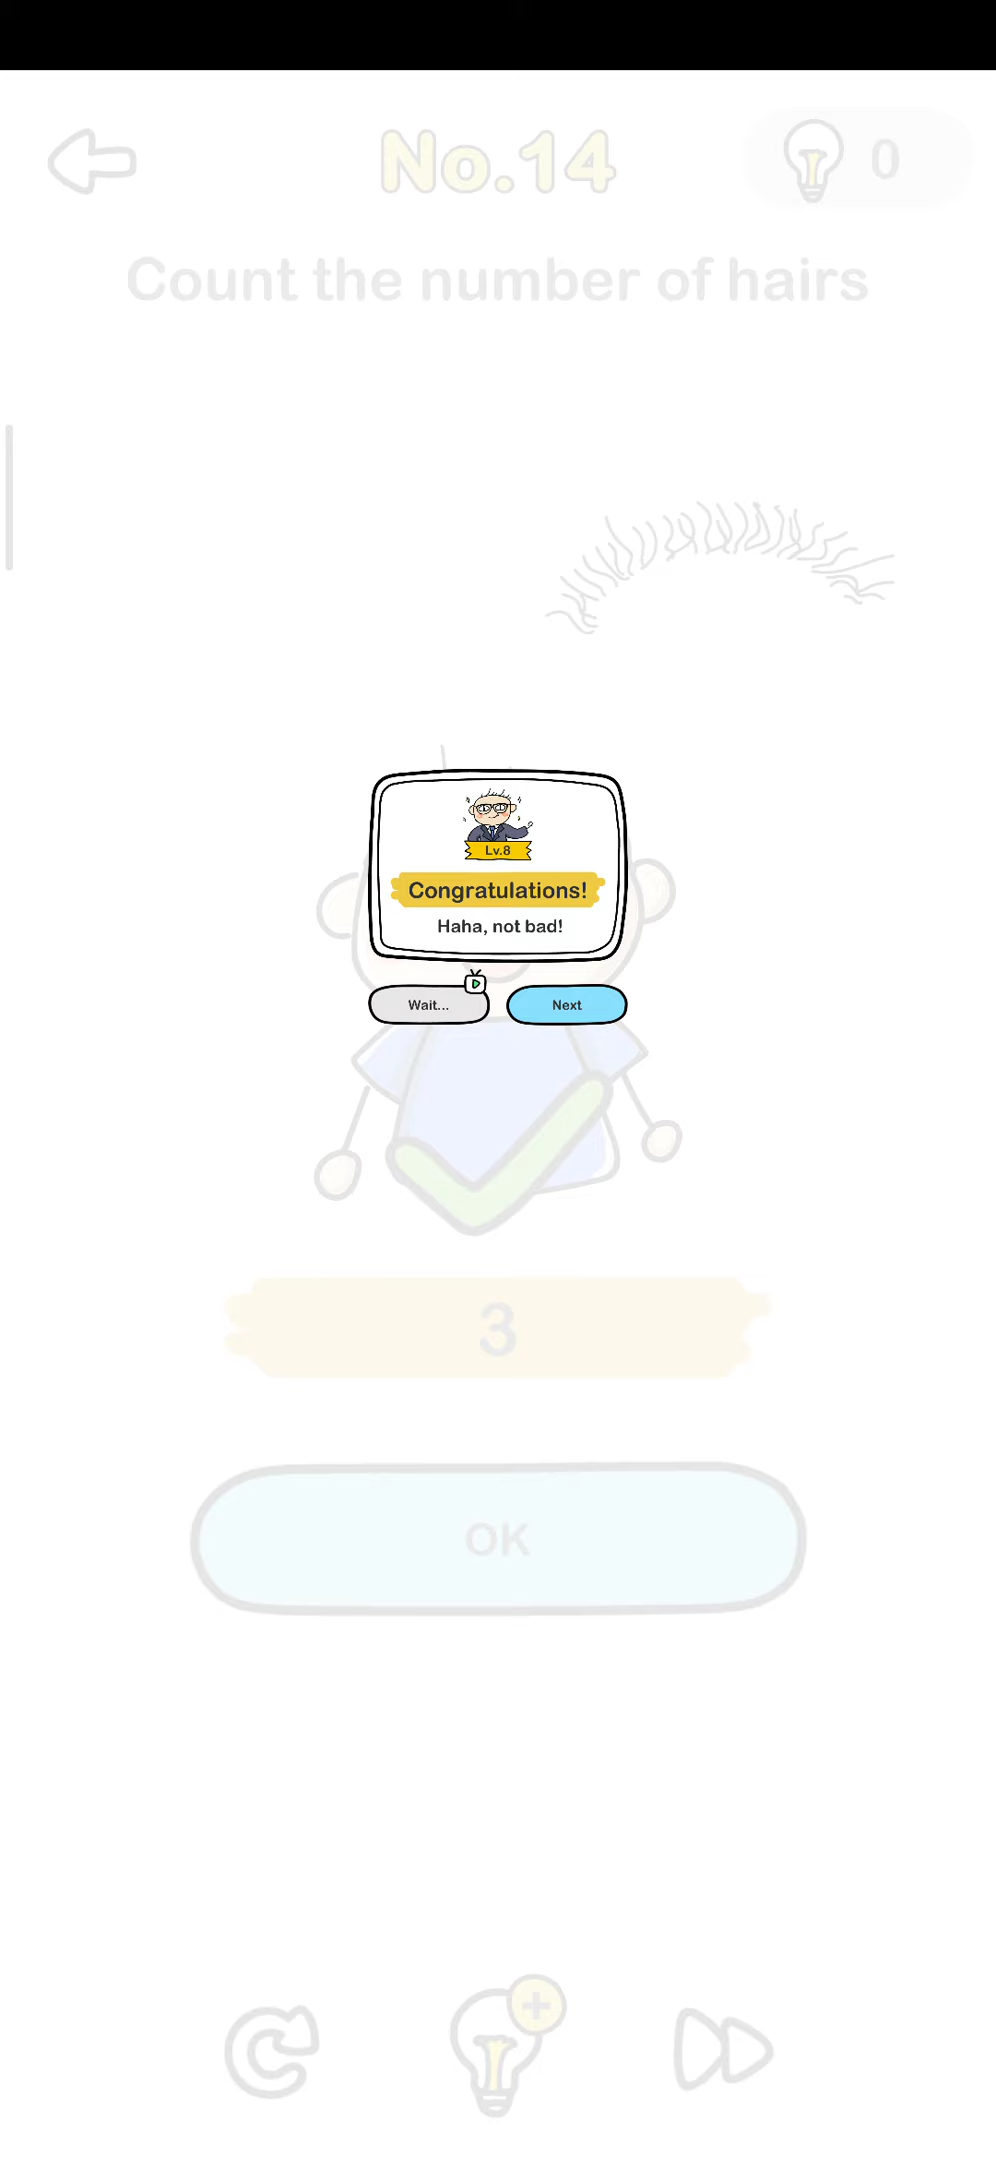 No.14
0
Count the number of hairs
Lv.8
Congratulations!
Haha, not bad!
Wait...
Next
3
OK